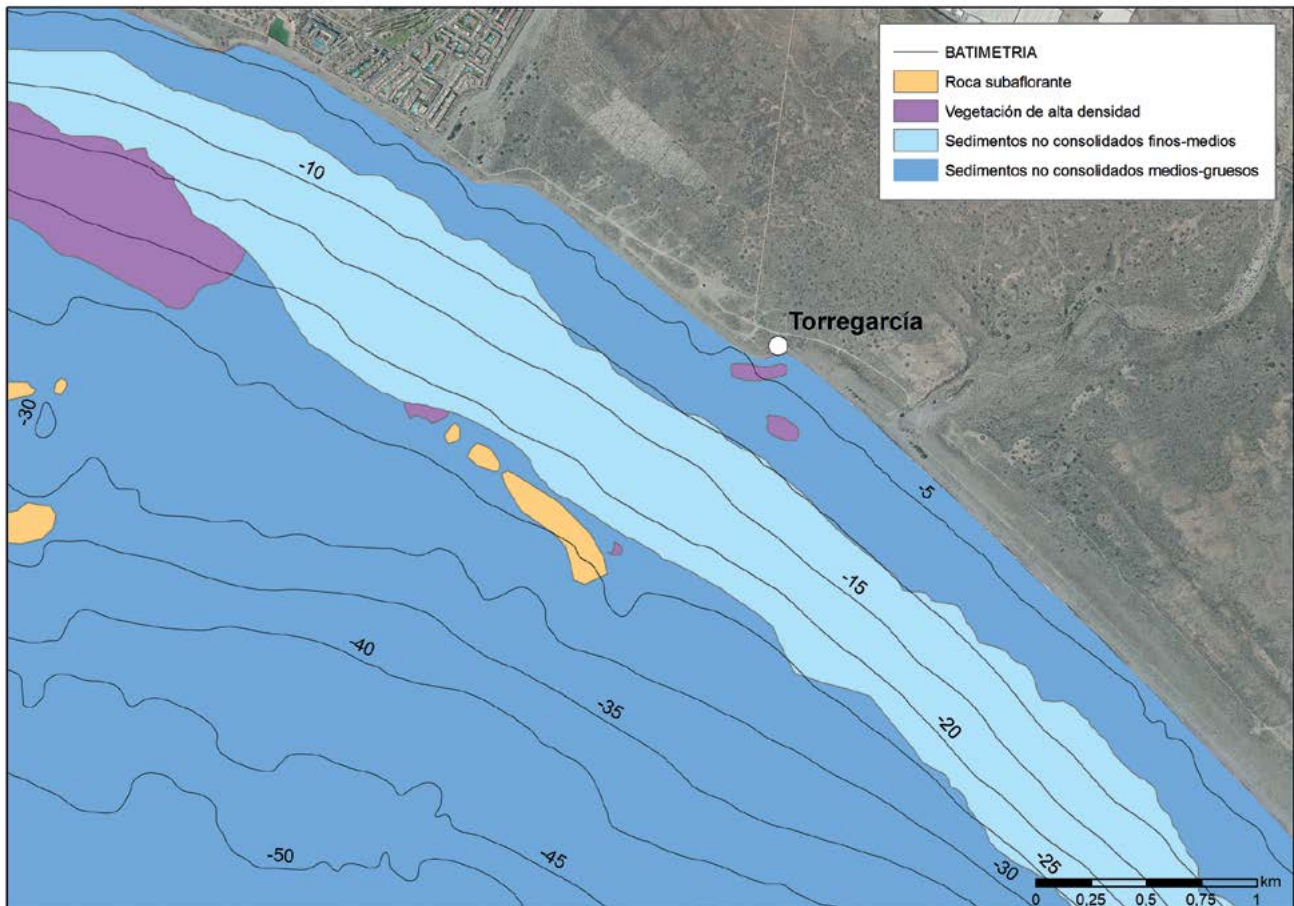 BATIMETRIA
Roca subaflorante
Vegetación de alta densidad
Sedimentos no consolidados finos-medios
Sedimentos no consolidados medios-gruesos
-10
Torregarcía
-30
-5
-15
-40
-35
-20
-50
-45
-30
-25
km
0 0,25 0,5 0,75 1